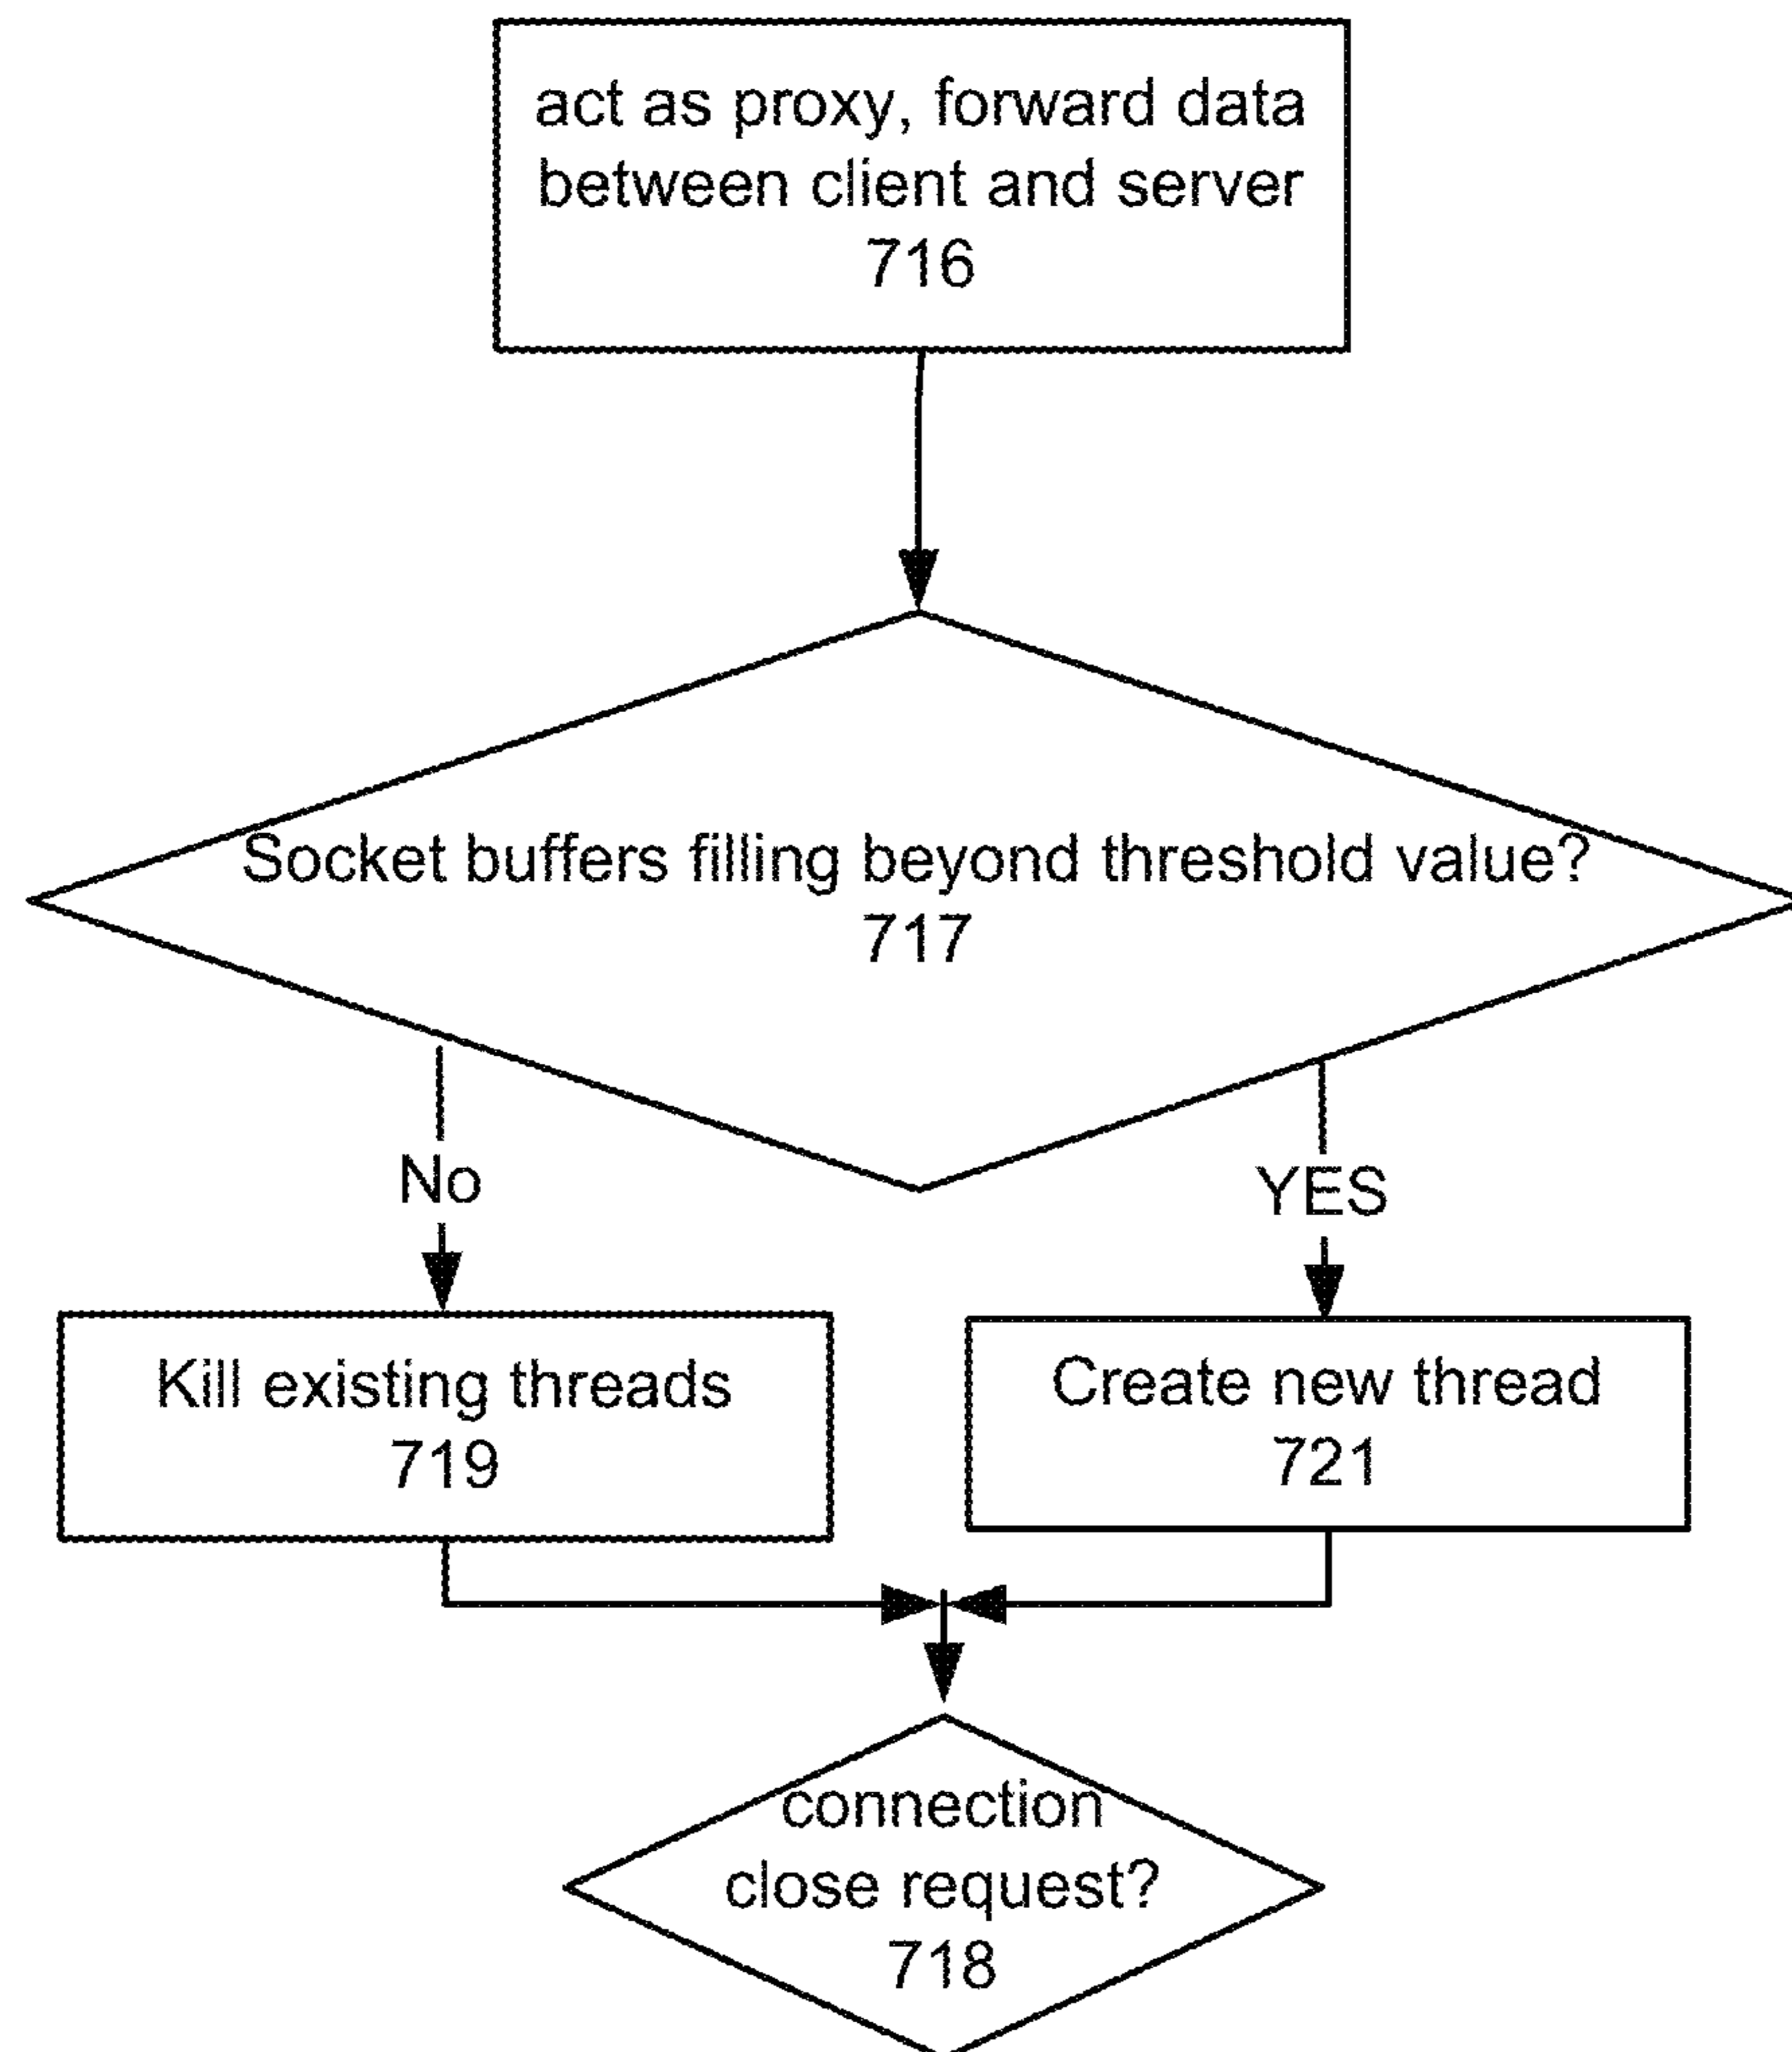 act as proxy, forward data
between client and server
716
Socket buffers filling beyond threshold value?
717
No
YES
Kill existing threads
719
Create new thread
721
connection
close request?
718